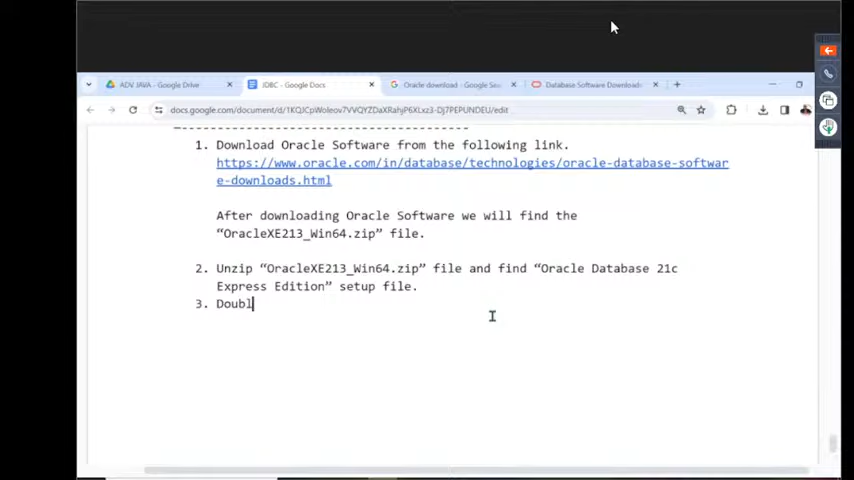 ADV JAVA - Google Drive
JDBC - Google Docs
Oracle download - Google Sea
Database Software Downloads
docs.google.com/document/d/1KQJCpWoleov7VVQYZDaXRahjP6XLxz3-Dj7PEPUNDEU/edit
1. Download Oracle Software from the following link.
https://www.oracle.com/in/database/technologies/oracle-database-softwar
e-downloads.html
After downloading Oracle Software we will find the
“OracleXE213_Win64.zip” file.
2. Unzip “OracleXE213_Win64.zip” file and find “Oracle Database 21c
Express Edition” setup file.
3. Doubl